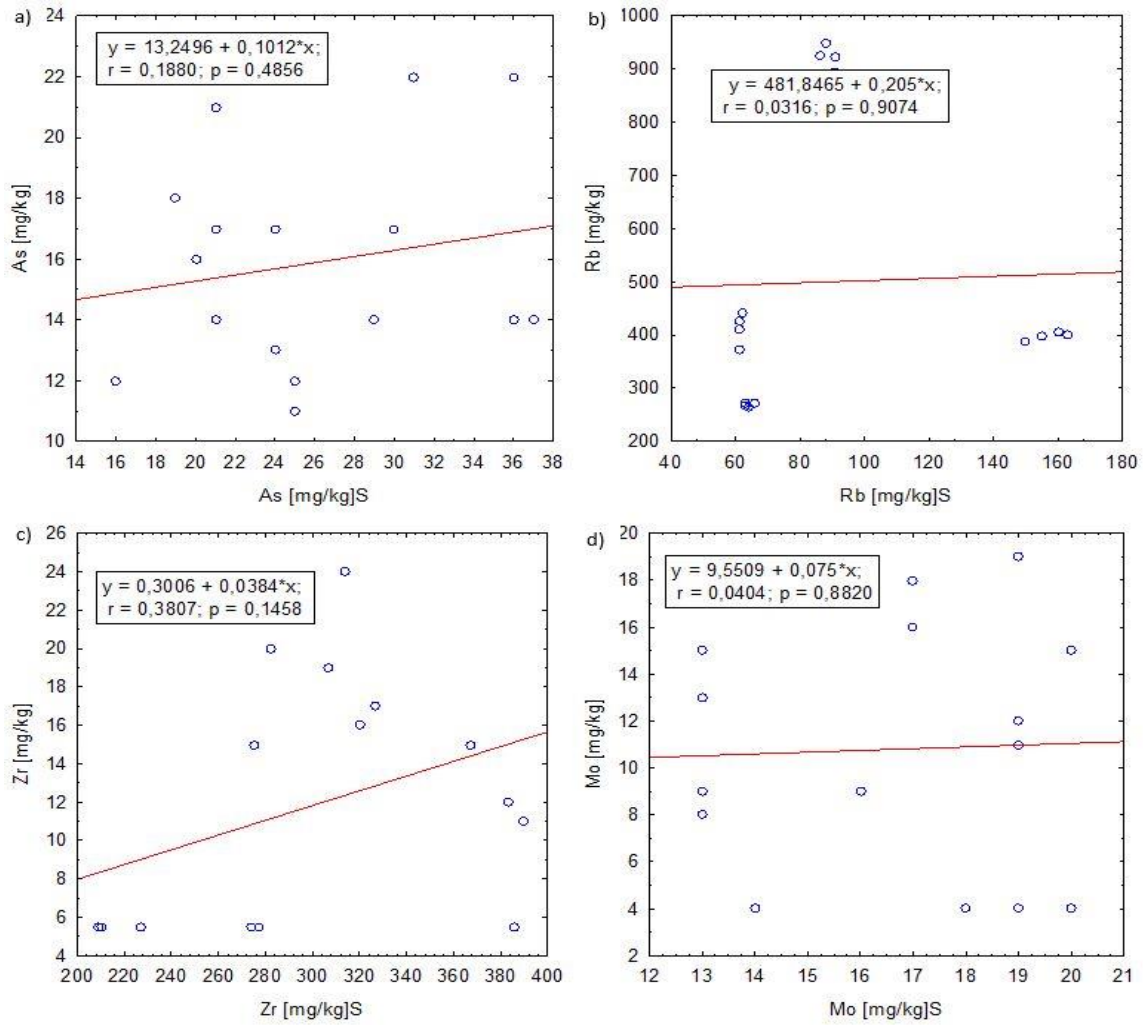 a)
y = 13,2496 + 0,1012*x;
r = 0,1880; p = 0,4856
As [mg/kg]
22
20
18
16
14
12
10
14 16 18 20 22 24 26 28 30 32 34 36 38
As [mg/kg]S
b)
y = 481,8465 + 0,205*x;
r = 0,0316; p = 0,9074
Rb [mg/kg]
1000
900
800
700
600
500
400
300
200
40 60 80 100 120 140 160 180
Rb [mg/kg]S
c)
y = 0,3006 + 0,0384*x;
r = 0,3807; p = 0,1458
Zr [mg/kg]
26
24
22
20
18
16
14
12
10
8
6
4
200 220 240 260 280 300 320 340 360 380 400
Zr [mg/kg]S
d)
y = 9,5509 + 0,075*x;
r = 0,0404; p = 0,8820
Mo [mg/kg]
20
18
16
14
12
10
8
6
4
2
12 13 14 15 16 17 18 19 20 21
Mo [mg/kg]S